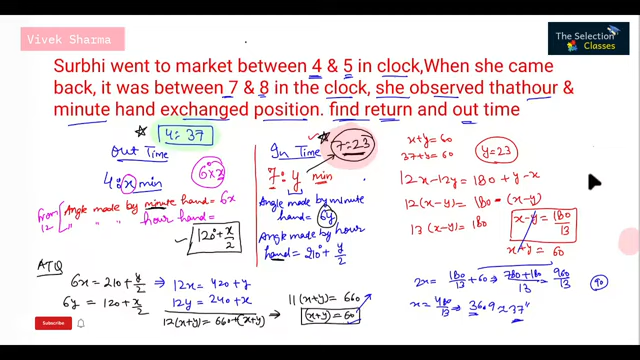 Vivek Sharma
The Selection
Classes
Surbhi went to market between 4 & 5 in clock,When she came
back, it was between 7 & 8 in the clock, she observed thathour &
minute hand exchanged position. find return and out time
4:37
Out Time
4:x min
6°x x
From 12
Angle made by minute hand = 6x
" " " hour hand =
120° + x/2
ATQ
6x = 210 + y/2
6y = 120 + x/2
12x = 420 + y
12y = 240 + x
12(x+y) = 660 + (x+y)
In Time
7:23
7:y min
Angle made by minute
hand = 6y
Angle made by hour
hand = 210° + y/2
11(x+y) = 660
(x+y) = 60
x+y = 60
37+y = 60
y=23
12x-12y = 180 + y-x
12(x-y) = 180 - (x-y)
13(x-y) = 180
x-y = 180/13
x+y = 60
2x = 180/13 + 60 ⇒ 780+180/13 = 960/13
x = 480/13 ⇒ 36.9 ≈ 37"
90
SUBSCRIBE